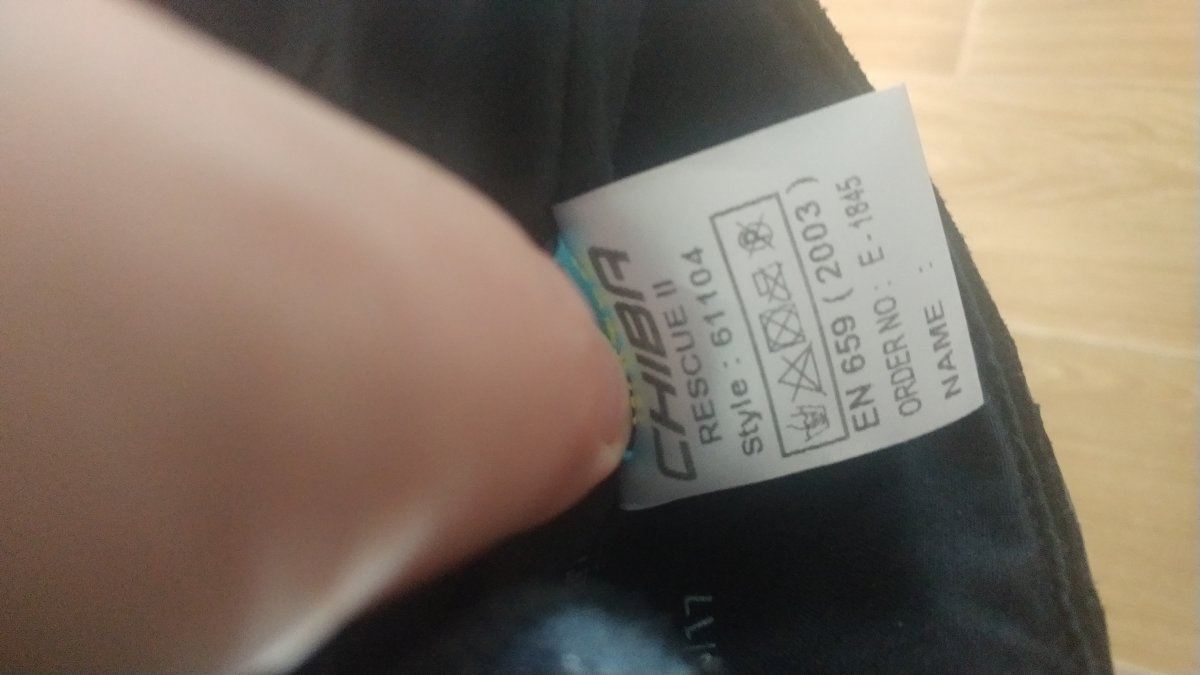 CHIBA
RESCUE II
Style : 61104
EN 659 ( 2003 )
ORDER NO : E - 1845
NAME :